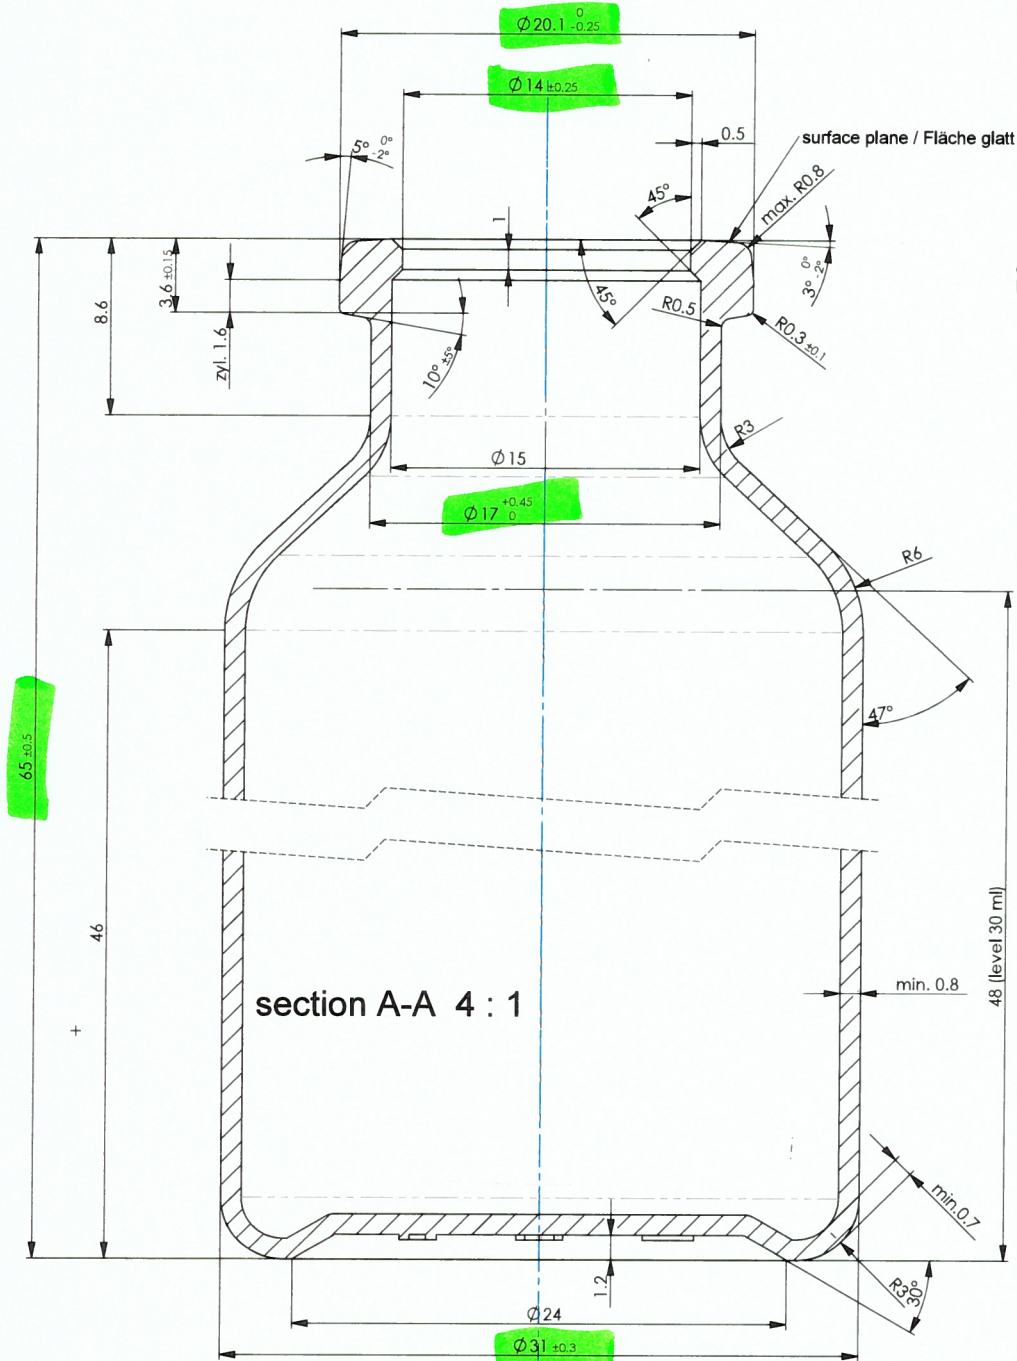 Ø20.1 0 -0.25
Ø14 ±0.25
0.5
surface plane / Fläche glatt
5° 0° -2°
45°
max. R0.8
1
3° 0° -2°
3.6 ±0.15
8.6
zyl. 1.6
45°
R0.5
R0.3 ±0.1
10° ±5°
R3
Ø15
Ø17 +0.45 0
R6
47°
65 ±0.5
46
48 (level 30 ml)
min. 0.8
section A-A 4 : 1
min.0.7
1.2
R3
30°
Ø24
Ø31 ±0.3